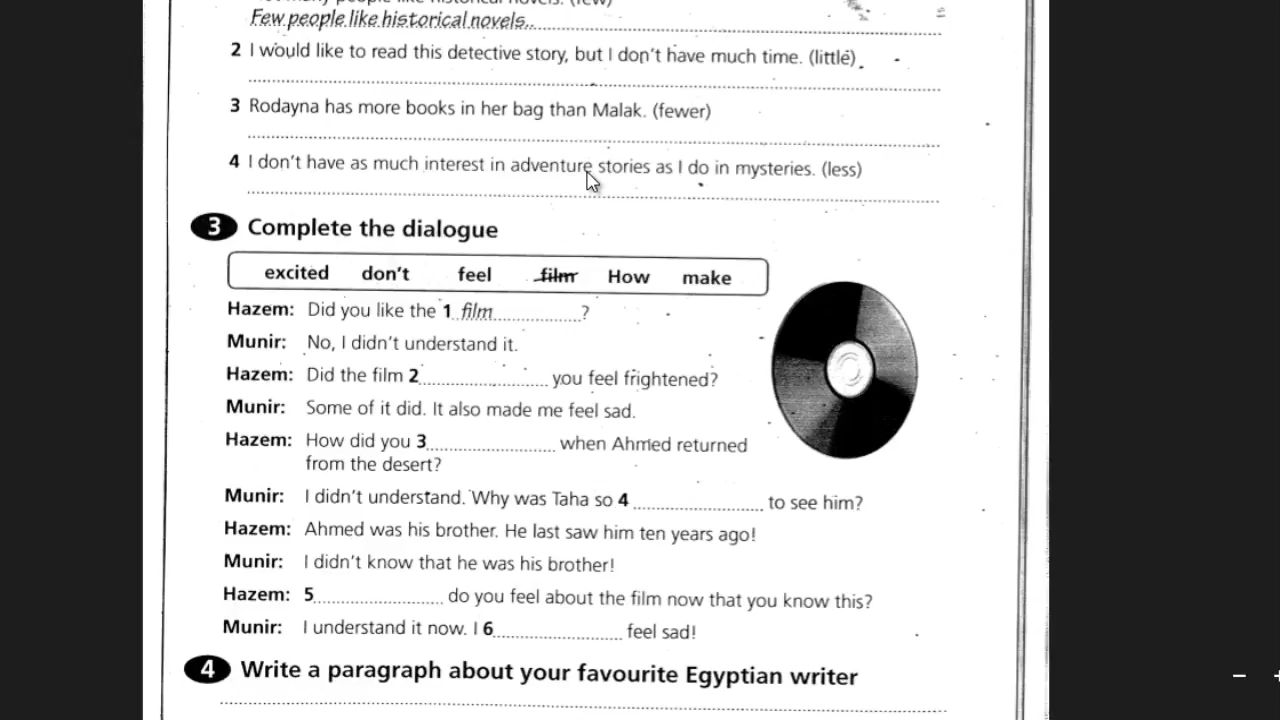 Few people like historical novels.
2 I would like to read this detective story, but I don't have much time. (little)
3 Rodayna has more books in her bag than Malak. (fewer)
4 I don't have as much interest in adventure stories as I do in mysteries. (less)
3 Complete the dialogue
excited don't feel film How make
Hazem: Did you like the 1 film ?
Munir: No, I didn't understand it.
Hazem: Did the film 2 you feel frightened?
Munir: Some of it did. It also made me feel sad.
Hazem: How did you 3 when Ahmed returned
from the desert?
Munir: I didn't understand. Why was Taha so 4 to see him?
Hazem: Ahmed was his brother. He last saw him ten years ago!
Munir: I didn't know that he was his brother!
Hazem: 5 do you feel about the film now that you know this?
Munir: I understand it now. I 6 feel sad!
4 Write a paragraph about your favourite Egyptian writer